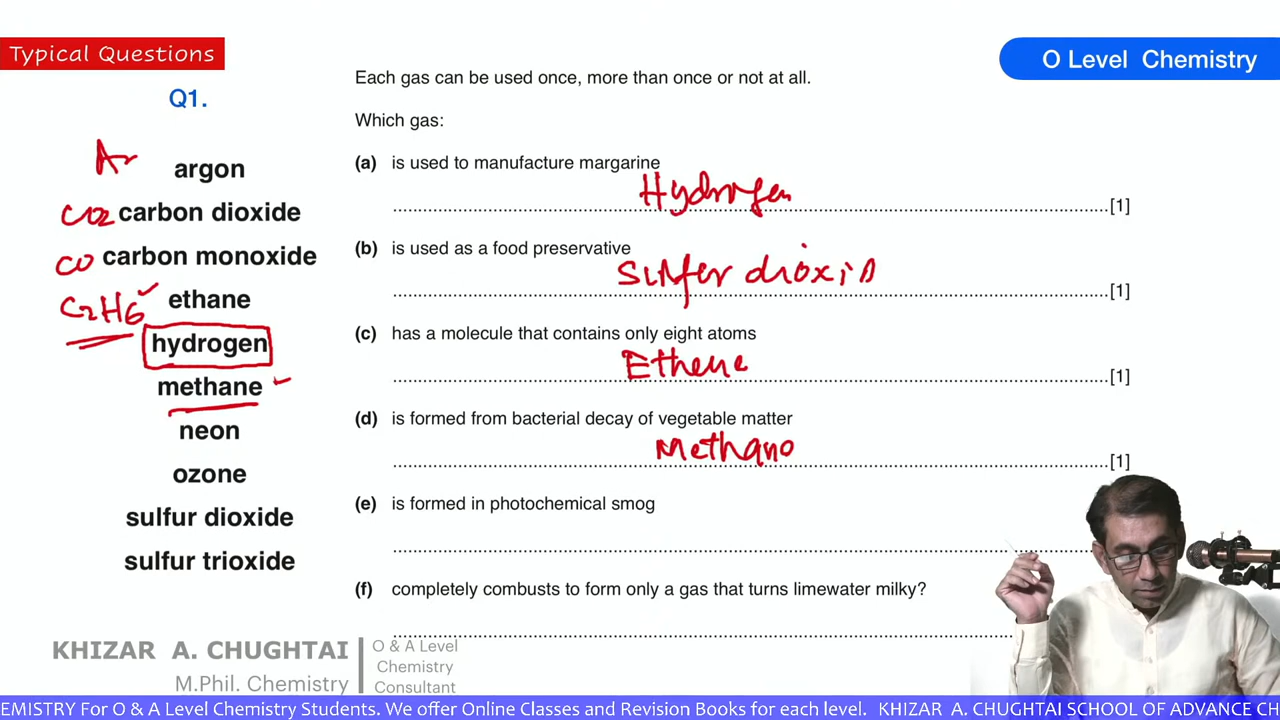 Typical Questions
O Level Chemistry
Q1.
Ar
argon
CO2 carbon dioxide
CO carbon monoxide
C2H6 ethane
hydrogen
methane
neon
ozone
sulfur dioxide
sulfur trioxide
Each gas can be used once, more than once or not at all.
Which gas:
(a) is used to manufacture margarine
Hydrogen
[1]
(b) is used as a food preservative
Sulfer dioxid
[1]
(c) has a molecule that contains only eight atoms
Ethene
[1]
(d) is formed from bacterial decay of vegetable matter
Methano
[1]
(e) is formed in photochemical smog
(f) completely combusts to form only a gas that turns limewater milky?
KHIZAR A. CHUGHTAI
M.Phil. Chemistry
O & A Level
Chemistry
Consultant
EMISTRY For O & A Level Chemistry Students. We offer Online Classes and Revision Books for each level. KHIZAR A. CHUGHTAI SCHOOL OF ADVANCE CH